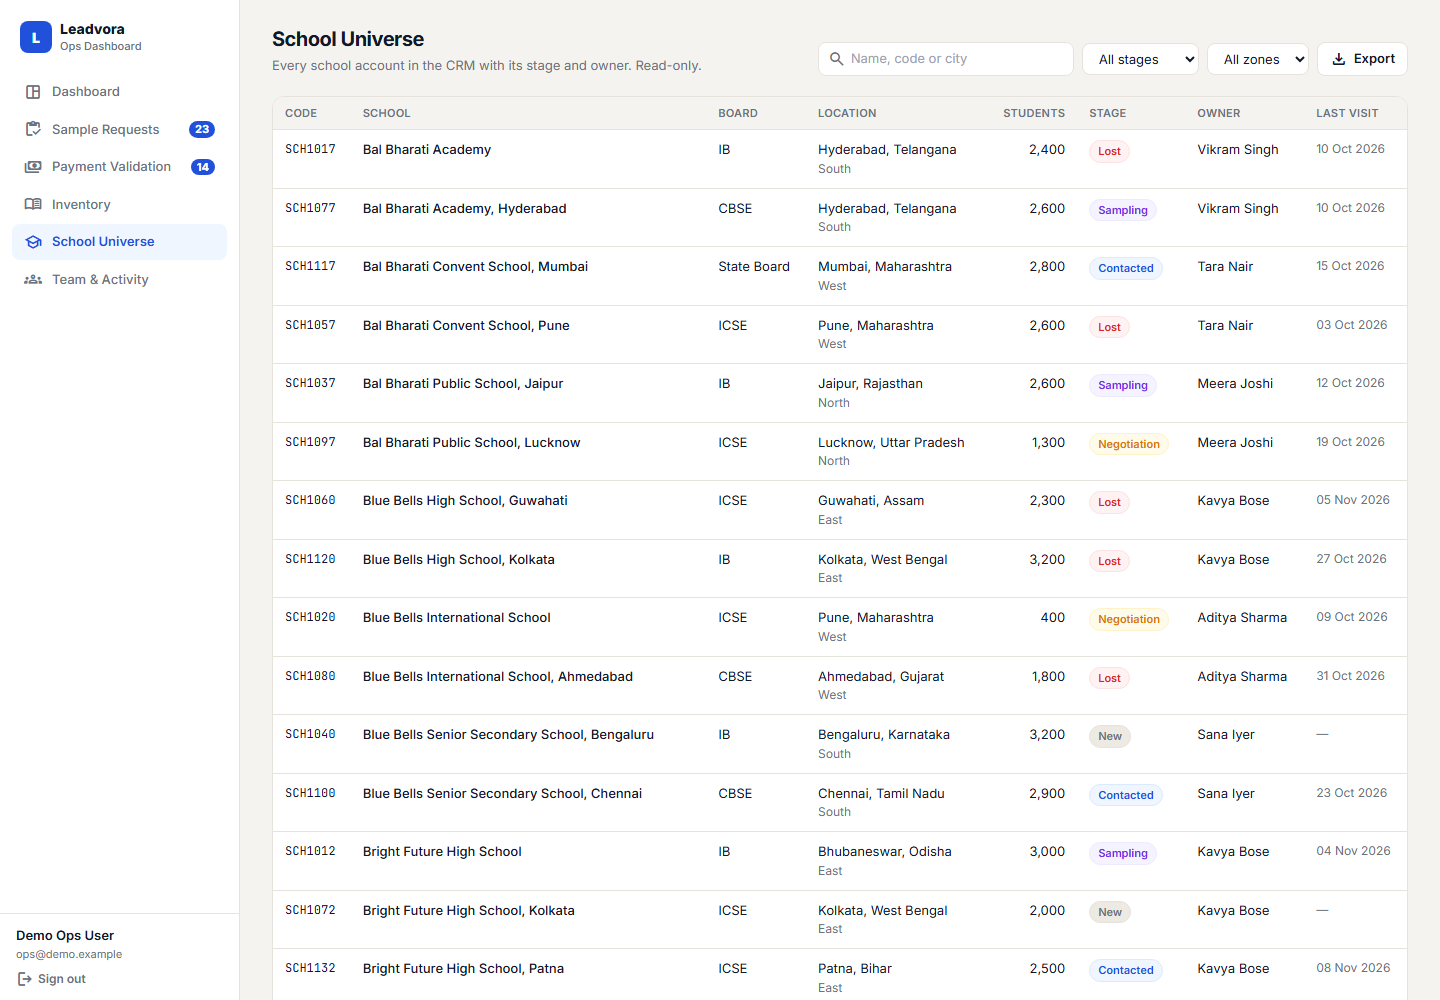 L
Leadvora
Ops Dashboard
Dashboard
Sample Requests 23
Payment Validation 14
Inventory
School Universe
Team & Activity
Demo Ops User
ops@demo.example
Sign out
School Universe
Every school account in the CRM with its stage and owner. Read-only.
Name, code or city
All stages
All zones
Export
CODE SCHOOL BOARD LOCATION STUDENTS STAGE OWNER LAST VISIT
SCH1017 Bal Bharati Academy IB Hyderabad, Telangana 2,400 Lost Vikram Singh 10 Oct 2026
South
SCH1077 Bal Bharati Academy, Hyderabad CBSE Hyderabad, Telangana 2,600 Sampling Vikram Singh 10 Oct 2026
South
SCH1117 Bal Bharati Convent School, Mumbai State Board Mumbai, Maharashtra 2,800 Contacted Tara Nair 15 Oct 2026
West
SCH1057 Bal Bharati Convent School, Pune ICSE Pune, Maharashtra 2,600 Lost Tara Nair 03 Oct 2026
West
SCH1037 Bal Bharati Public School, Jaipur IB Jaipur, Rajasthan 2,600 Sampling Meera Joshi 12 Oct 2026
North
SCH1097 Bal Bharati Public School, Lucknow ICSE Lucknow, Uttar Pradesh 1,300 Negotiation Meera Joshi 19 Oct 2026
North
SCH1060 Blue Bells High School, Guwahati ICSE Guwahati, Assam 2,300 Lost Kavya Bose 05 Nov 2026
East
SCH1120 Blue Bells High School, Kolkata IB Kolkata, West Bengal 3,200 Lost Kavya Bose 27 Oct 2026
East
SCH1020 Blue Bells International School ICSE Pune, Maharashtra 400 Negotiation Aditya Sharma 09 Oct 2026
West
SCH1080 Blue Bells International School, Ahmedabad CBSE Ahmedabad, Gujarat 1,800 Lost Aditya Sharma 31 Oct 2026
West
SCH1040 Blue Bells Senior Secondary School, Bengaluru IB Bengaluru, Karnataka 3,200 New Sana Iyer —
South
SCH1100 Blue Bells Senior Secondary School, Chennai CBSE Chennai, Tamil Nadu 2,900 Contacted Sana Iyer 23 Oct 2026
South
SCH1012 Bright Future High School IB Bhubaneswar, Odisha 3,000 Sampling Kavya Bose 04 Nov 2026
East
SCH1072 Bright Future High School, Kolkata ICSE Kolkata, West Bengal 2,000 New Kavya Bose —
East
SCH1132 Bright Future High School, Patna ICSE Patna, Bihar 2,500 Contacted Kavya Bose 08 Nov 2026
East